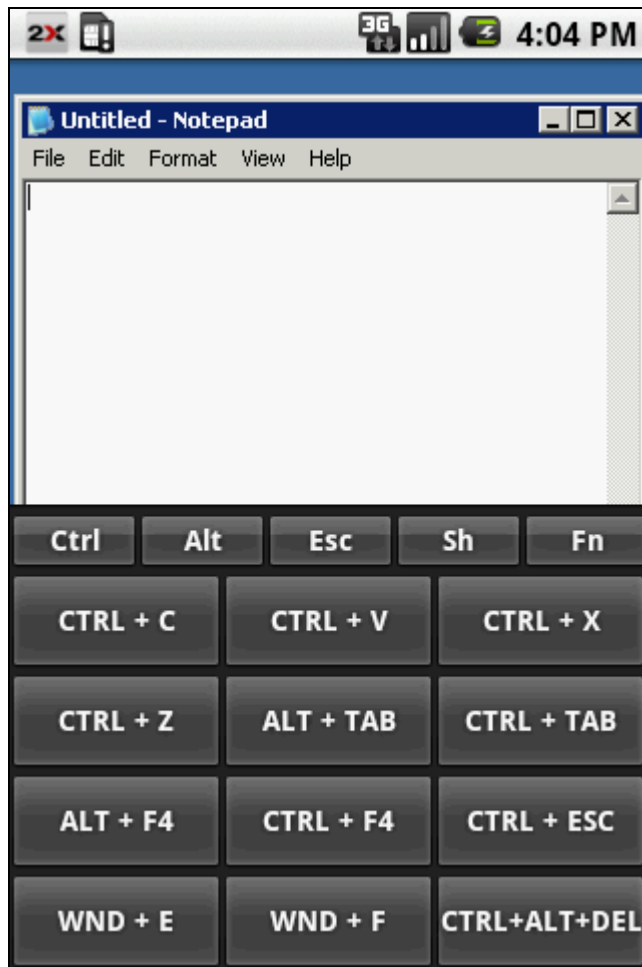 2X 3G 4:04 PM
Untitled - Notepad
File Edit Format View Help
Ctrl Alt Esc Sh Fn
CTRL + C CTRL + V CTRL + X
CTRL + Z ALT + TAB CTRL + TAB
ALT + F4 CTRL + F4 CTRL + ESC
WND + E WND + F CTRL+ALT+DEL